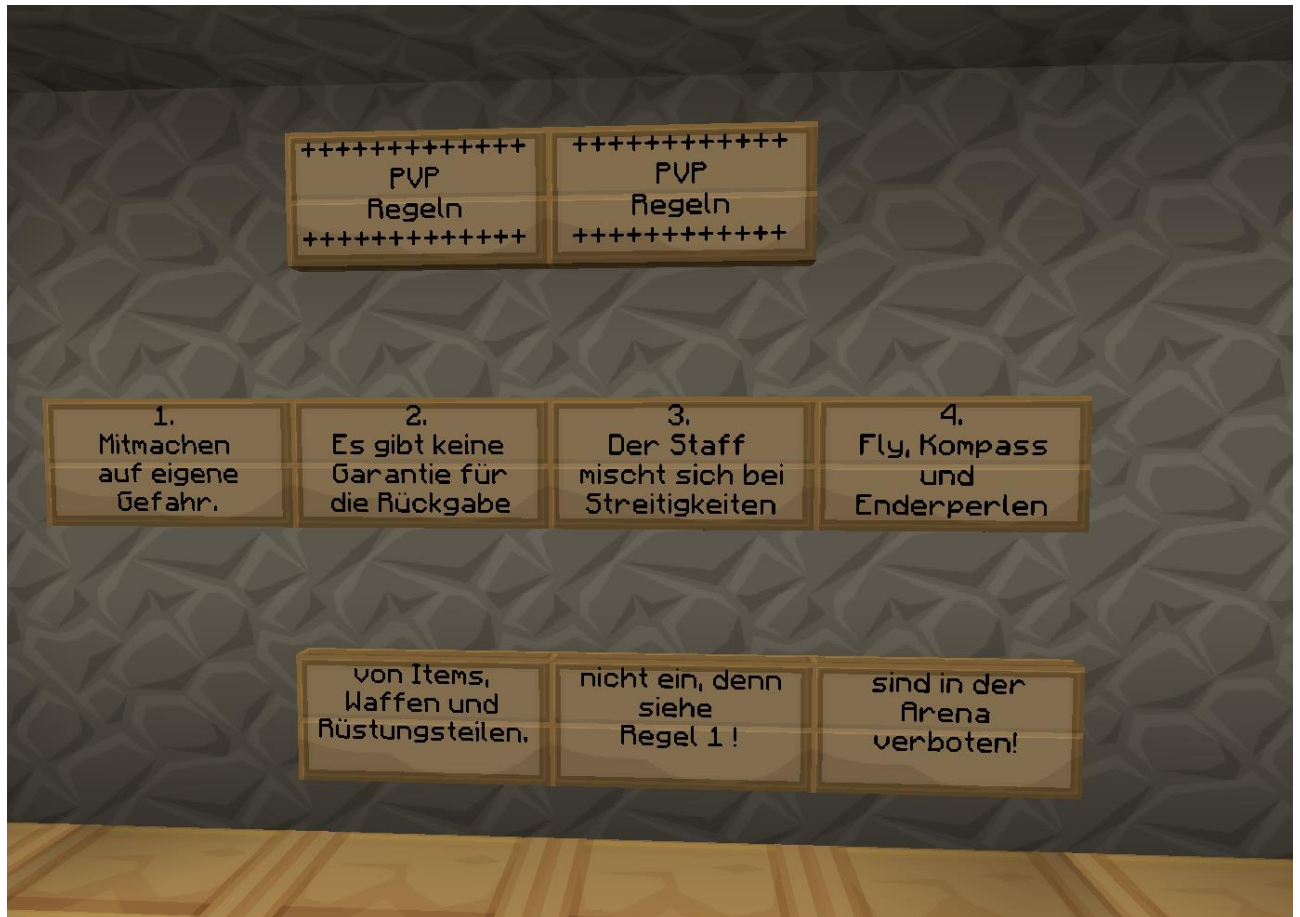 +++++++++++++
PVP
Regeln
+++++++++++++
++++++++++++
PVP
Regeln
++++++++++++
1.
Mitmachen
auf eigene
Gefahr.
2.
Es gibt keine
Garantie für
die Rückgabe
von Items,
Waffen und
Rüstungsteilen.
3.
Der Staff
mischt sich bei
Streitigkeiten
nicht ein, denn
siehe
Regel 1 !
4.
Fly, Kompass
und
Enderperlen
sind in der
Arena
verboten!